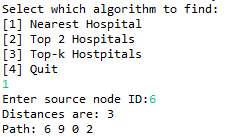 Select which algorithm to find:
[1] Nearest Hospital
[2] Top 2 Hospitals
[3] Top-k Hostpitals
[4] Quit
1
Enter source node ID:6
Distances are: 3
Path: 6 9 0 2